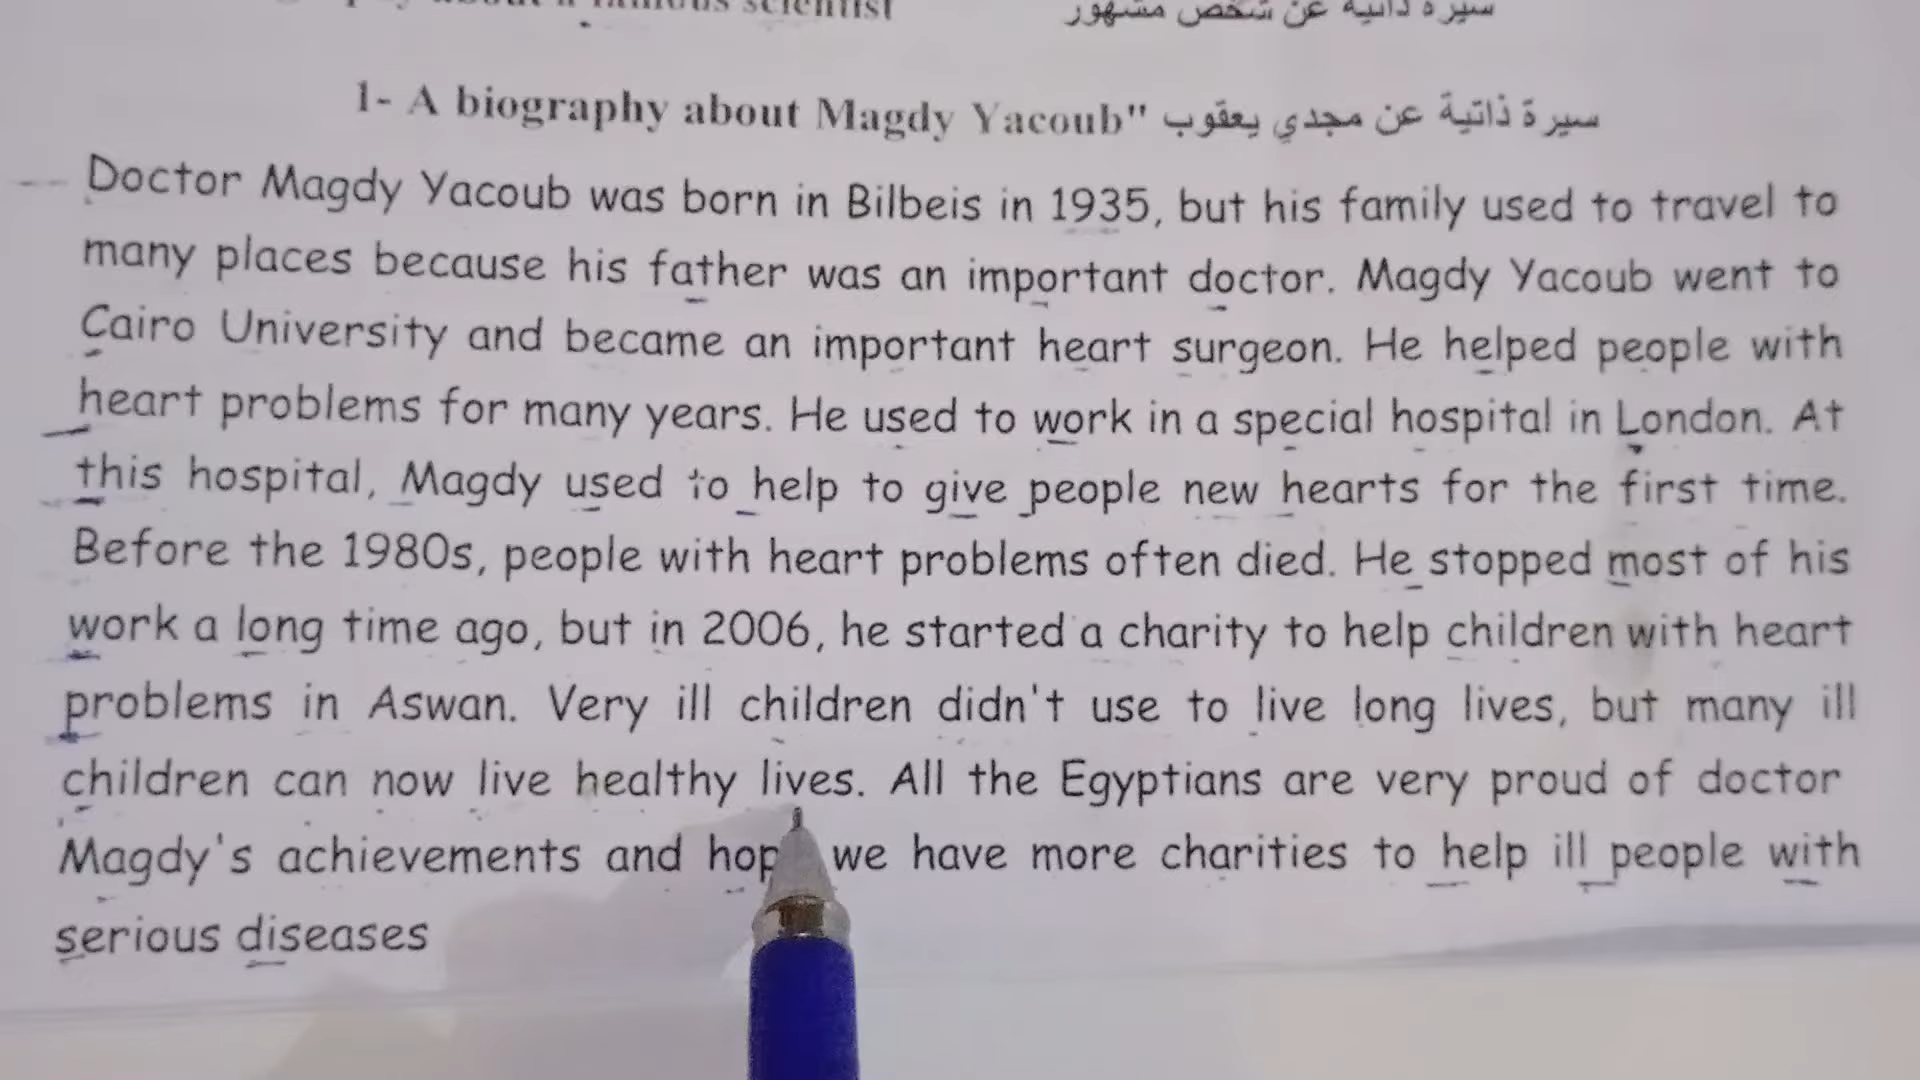 scientist سيرة ذاتية عن شخص مشهور
1- A biography about Magdy Yacoub" سيرة ذاتية عن مجدي يعقوب
Doctor Magdy Yacoub was born in Bilbeis in 1935, but his family used to travel to
many places because his father was an important doctor. Magdy Yacoub went to
Cairo University and became an important heart surgeon. He helped people with
heart problems for many years. He used to work in a special hospital in London. At
this hospital, Magdy used to help to give people new hearts for the first time.
Before the 1980s, people with heart problems often died. He stopped most of his
work a long time ago, but in 2006, he started a charity to help children with heart
problems in Aswan. Very ill children didn't use to live long lives, but many ill
children can now live healthy lives. All the Egyptians are very proud of doctor
Magdy's achievements and we have more charities to help ill people with
serious diseases